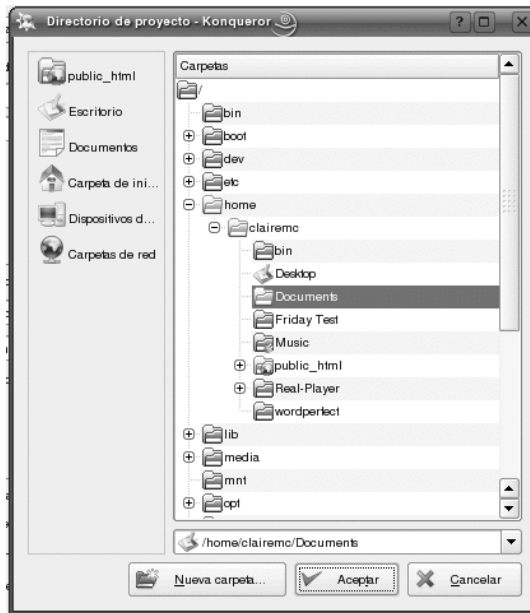 Directorio de proyecto - Konqueror
public_html
Escritorio
Documentos
Carpeta de ini...
Dispositivos d...
Carpetas de red
Carpetas
/
bin
boot
dev
etc
home
clairemc
bin
Desktop
Documents
Friday Test
Music
public_html
Real-Player
wordperfect
lib
media
mnt
opt
/home/clairemc/Documents
Nueva carpeta...
Aceptar
Cancelar